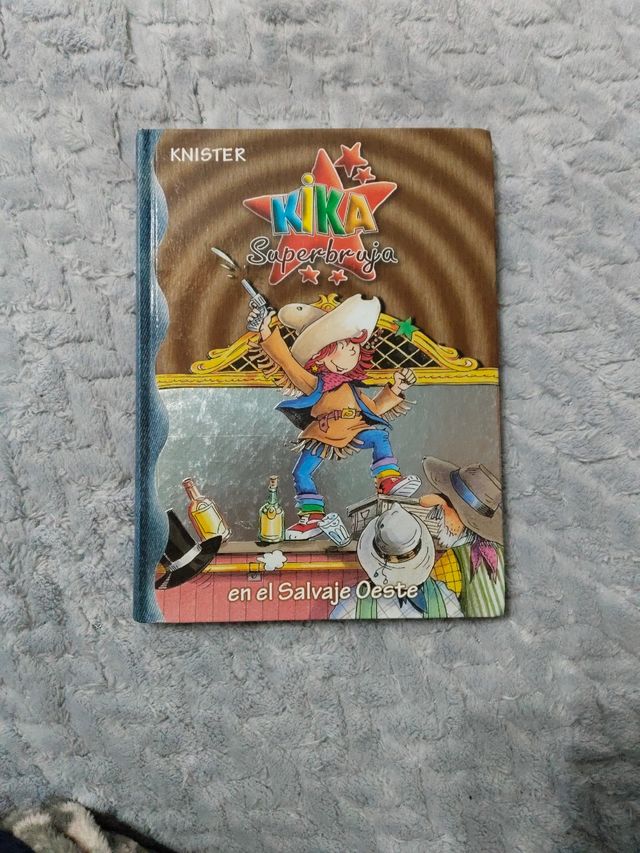 KNISTER
KIKA
Superbruja
en el Salvaje Oeste